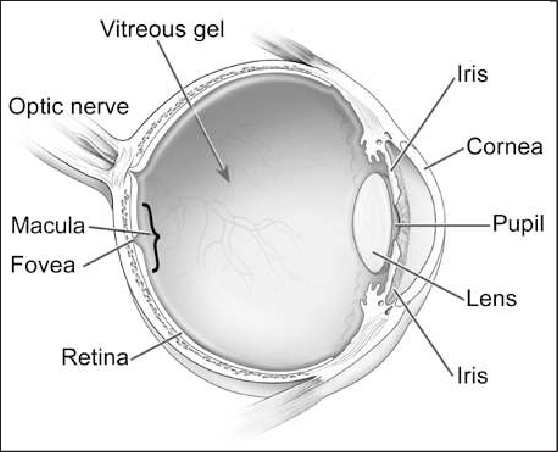 Vitreous gel
Iris
Optic nerve
Cornea
Macula
Pupil
Fovea
Lens
Retina
Iris